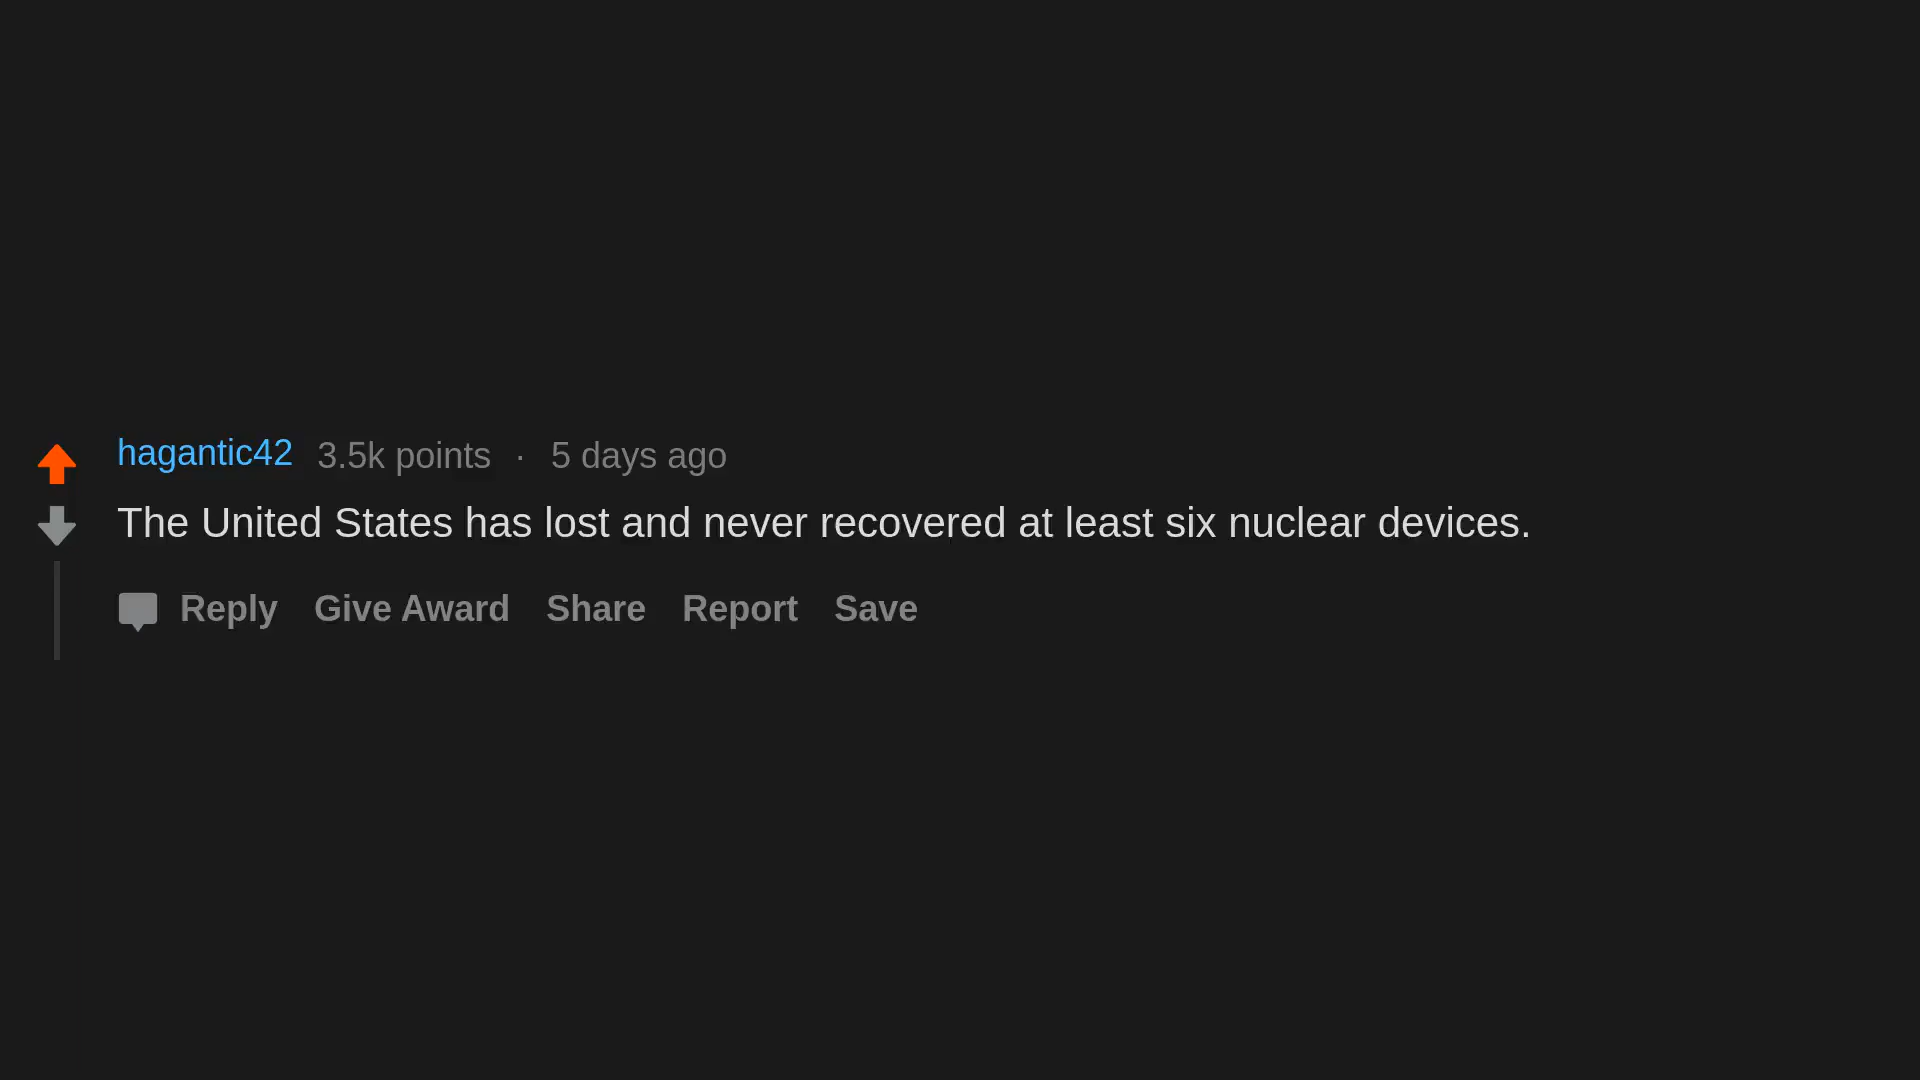 hagantic42 3.5k points · 5 days ago
The United States has lost and never recovered at least six nuclear devices.
Reply Give Award Share Report Save